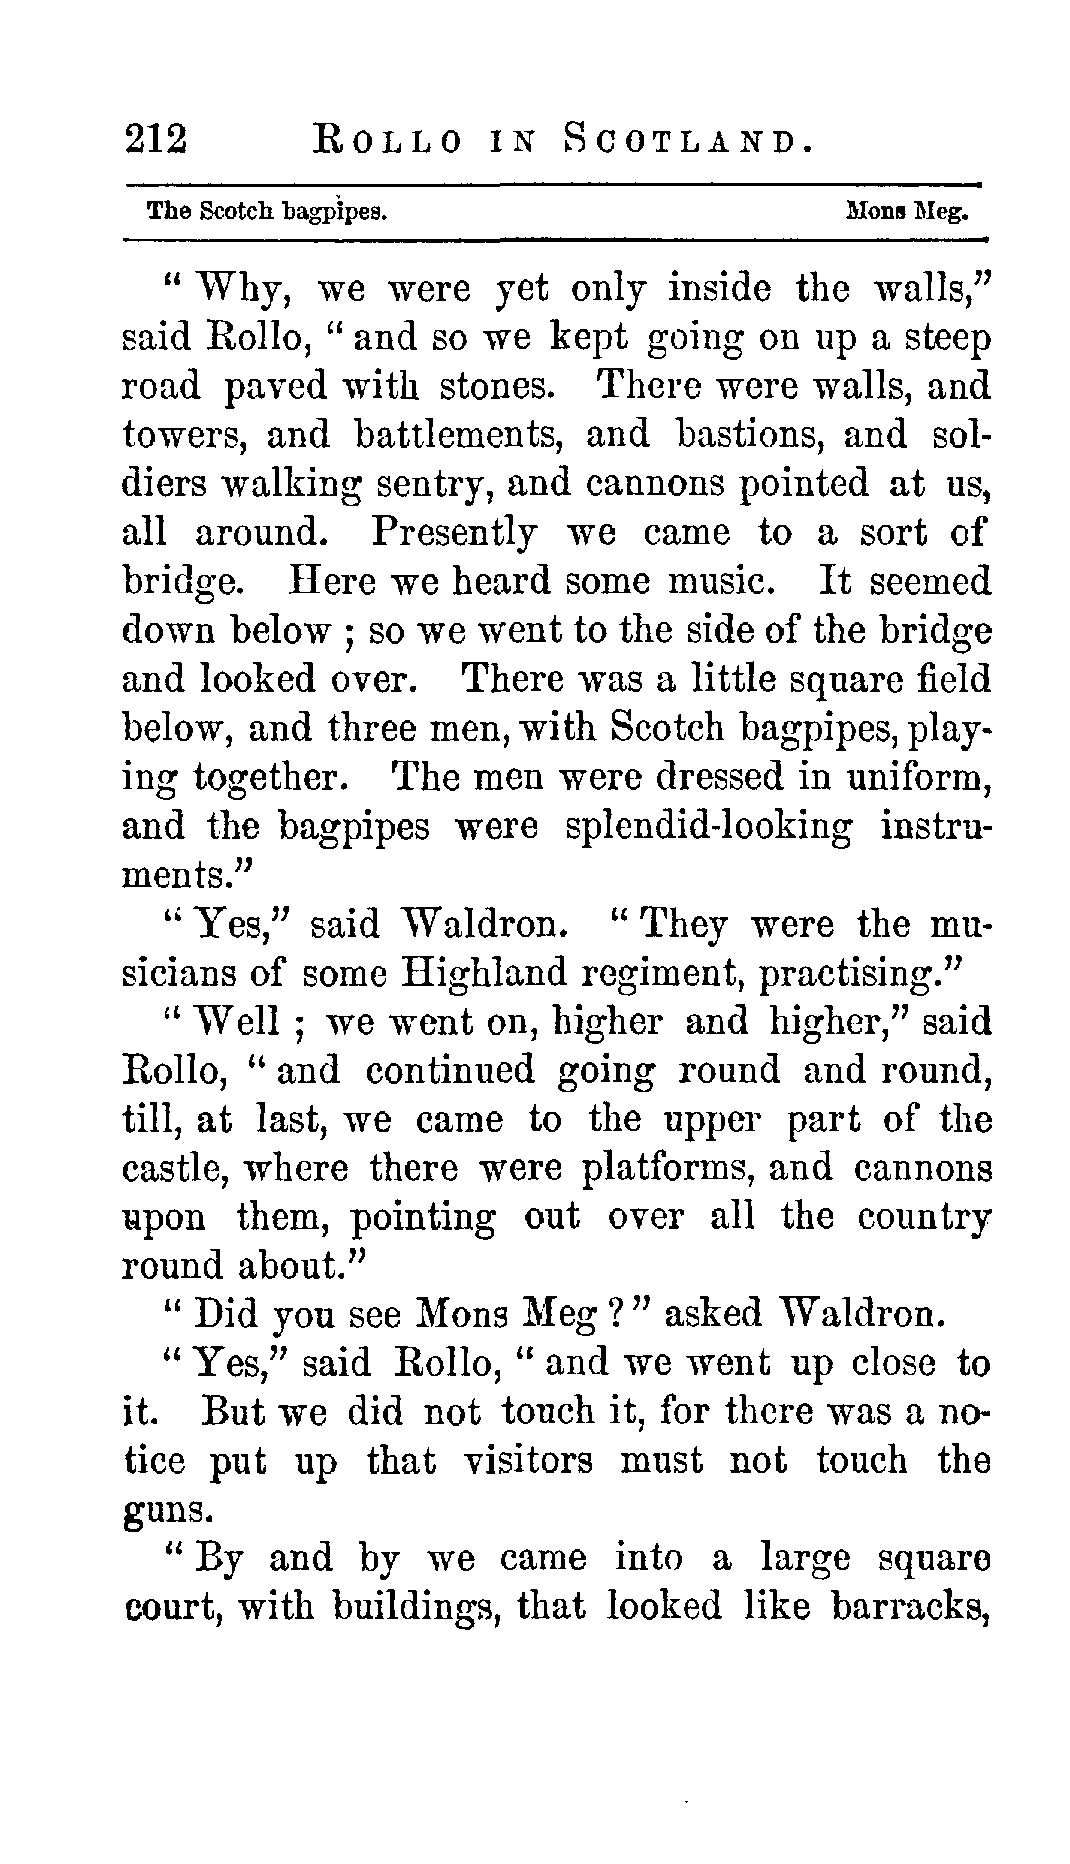 212 ROLLO IN SCOTLAND.
The Scotch bagpipes. Mons Meg.
“ Why, we were yet only inside the walls,”
said Rollo, “ and so we kept going on up a steep
road paved with stones. There were walls, and
towers, and battlements, and bastions, and sol-
diers walking sentry, and cannons pointed at us,
all around. Presently we came to a sort of
bridge. Here we heard some music. It seemed
down below ; so we went to the side of the bridge
and looked over. There was a little square field
below, and three men, with Scotch bagpipes, play-
ing together. The men were dressed in uniform,
and the bagpipes were splendid-looking instru-
ments.”
“ Yes,” said Waldron. “ They were the mu-
sicians of some Highland regiment, practising.”
“ Well ; we went on, higher and higher,” said
Rollo, “ and continued going round and round,
till, at last, we came to the upper part of the
castle, where there were platforms, and cannons
upon them, pointing out over all the country
round about.”
“ Did you see Mons Meg ? ” asked Waldron.
“ Yes,” said Rollo, “ and we went up close to
it. But we did not touch it, for there was a no-
tice put up that visitors must not touch the
guns.
“ By and by we came into a large square
court, with buildings, that looked like barracks,